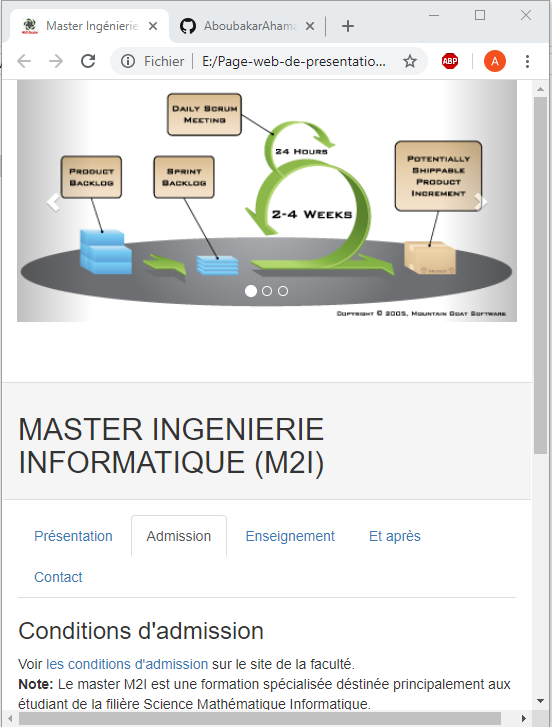 Master Ingénierie
AboubakarAhama
Fichier
E:/Page-web-de-presentatio...
ABP
A
DAILY SCRUM
MEETING
24 HOURS
PRODUCT
BACKLOG
SPRINT
BACKLOG
POTENTIALLY
SHIPPABLE
PRODUCT
INCREMENT
2-4 WEEKS
COPYRIGHT © 2005, MOUNTAIN GOAT SOFTWARE
MASTER INGENIERIE
INFORMATIQUE (M2I)
Présentation
Admission
Enseignement
Et après
Contact
Conditions d'admission
Voir les conditions d'admission sur le site de la faculté.
Note: Le master M2I est une formation spécialisée déstinée principalement aux
étudiant de la filière Science Mathématique Informatique.